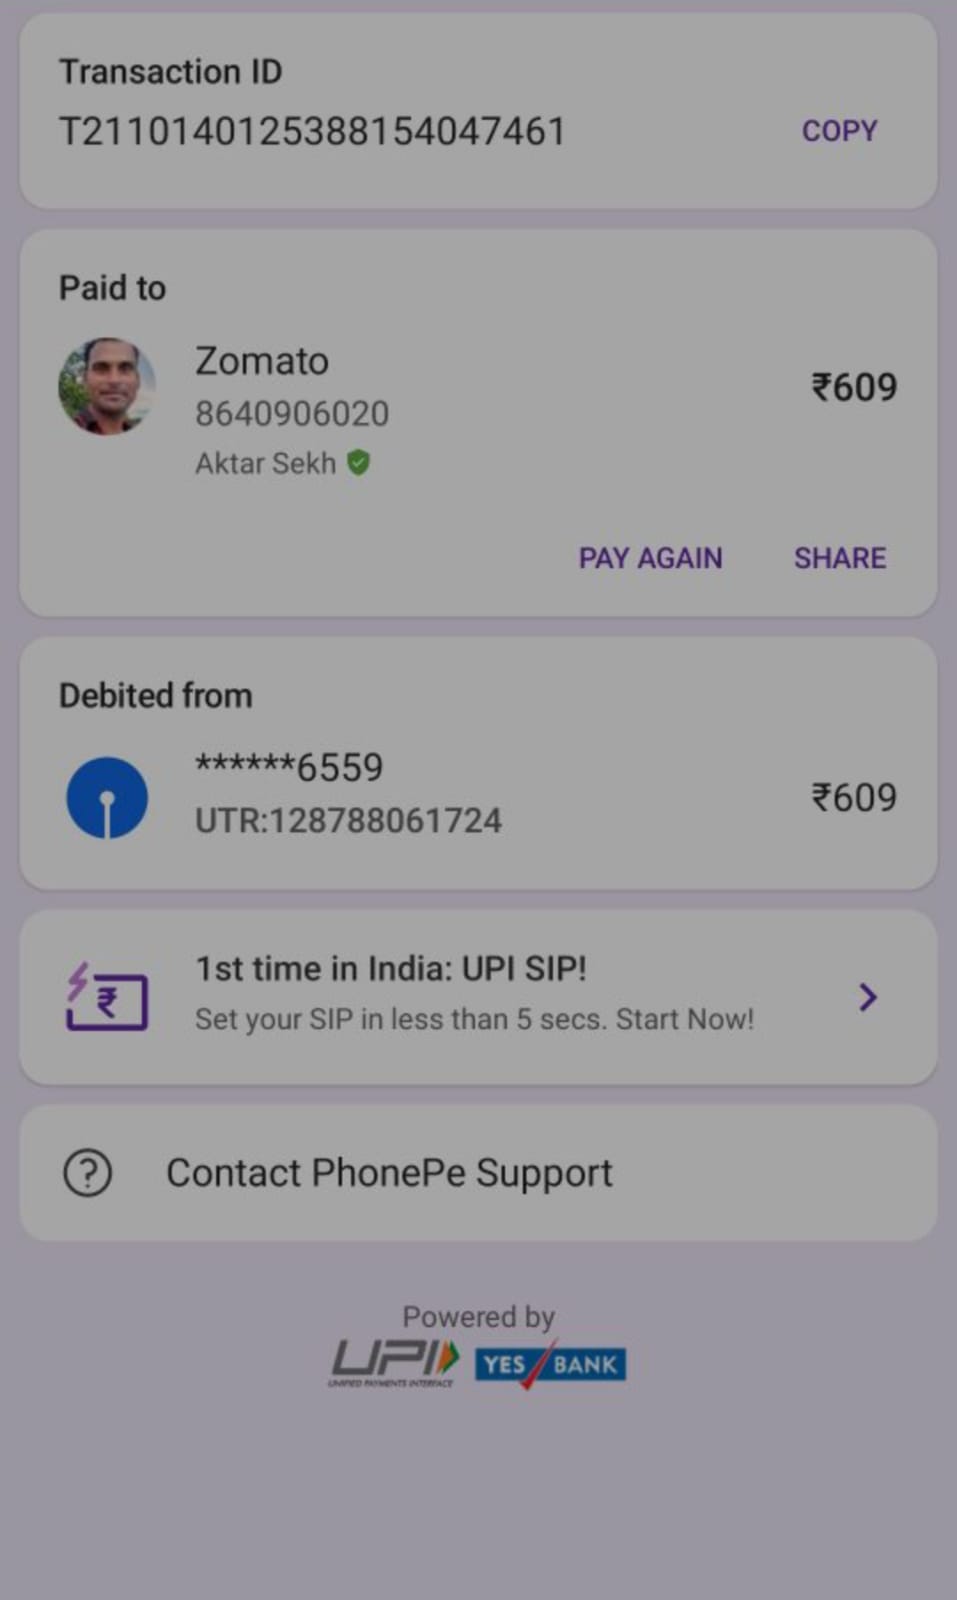 Transaction ID
T2110140125388154047461
COPY
Paid to
Zomato
8640906020
₹609
Aktar Sekh
PAY AGAIN SHARE
Debited from
******6559
UTR:128788061724
₹609
1st time in India: UPI SIP!
Set your SIP in less than 5 secs. Start Now!
Contact PhonePe Support
Powered by
UPI
UNIFIED PAYMENTS INTERFACE
YES BANK